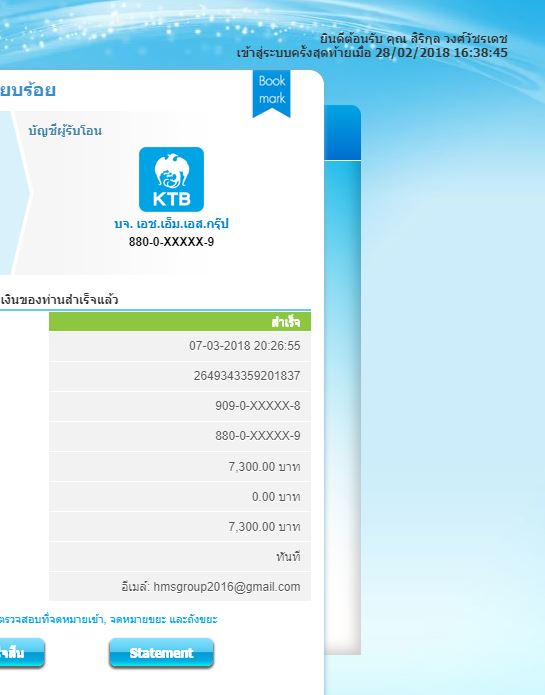 ยินดีต้อนรับ คุณ สิริกุล วงศ์วัชรเดช
เข้าสู่ระบบครั้งสุดท้ายเมื่อ 28/02/2018 16:38:45
ยบร้อย
Book
mark
บัญชีผู้รับโอน
KTB
บจ. เอช.เอ็ม.เอส.กรุ๊ป
880-0-XXXXX-9
เงินของท่านสำเร็จแล้ว
สำเร็จ
07-03-2018 20:26:55
2649343359201837
909-0-XXXXX-8
880-0-XXXXX-9
7,300.00 บาท
0.00 บาท
7,300.00 บาท
ทันที
อีเมล์: hmsgroup2016@gmail.com
ตรวจสอบที่จดหมายเข้า, จดหมายขยะ และถังขยะ
Statement